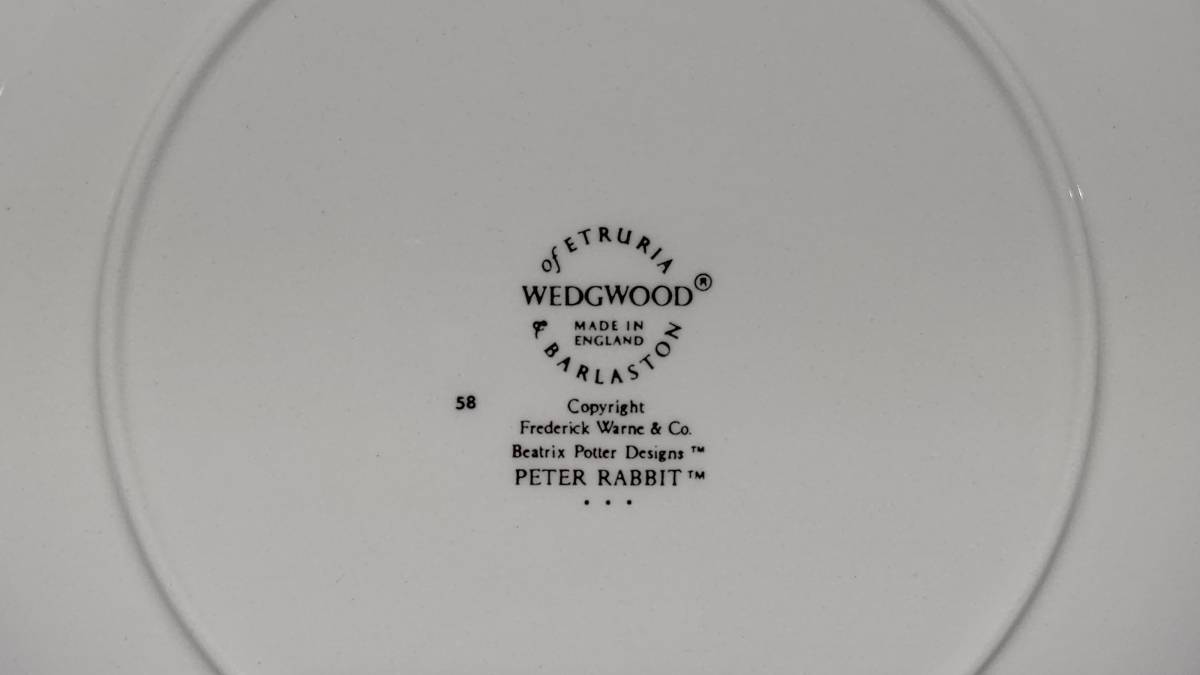 of ETRURIA
WEDGWOOD®
MADE IN
ENGLAND
& BARLASTON
58
Copyright
Frederick Warne & Co.
Beatrix Potter Designs ™
PETER RABBIT ™
• • •